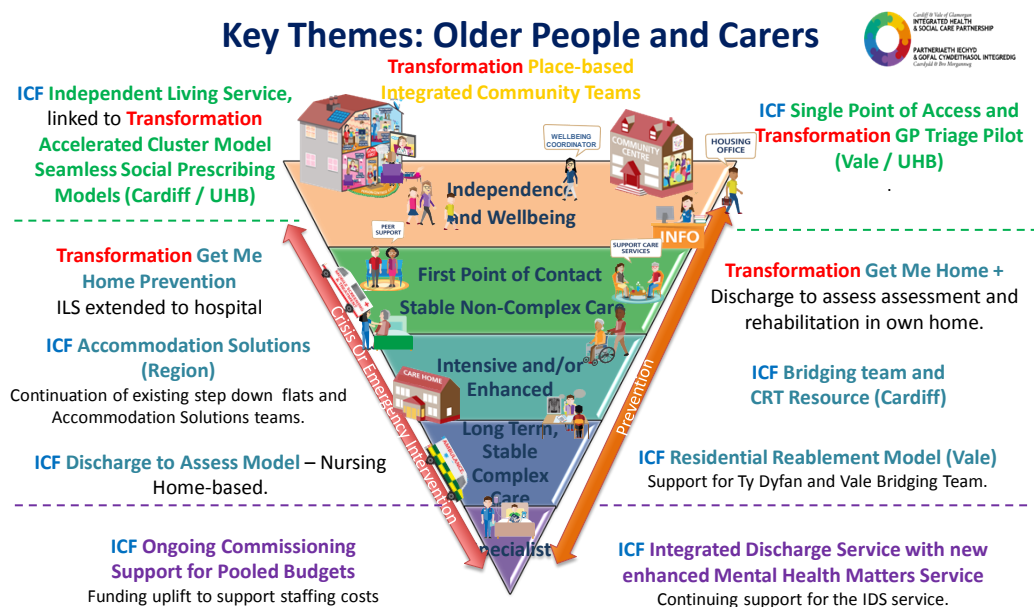 Key Themes: Older People and Carers
Cardiff & Vale of Glamorgan
INTEGRATED HEALTH
& SOCIAL CARE PARTNERSHIP
PARTNERIAETH IECHYD
& GOFAL CYMDEITHASOL INTEGREDIG
Caerdydd & Bro Morgannwg
Transformation Place-based
Integrated Community Teams
ICF Independent Living Service,
linked to Transformation
Accelerated Cluster Model
Seamless Social Prescribing
Models (Cardiff / UHB)
ICF Single Point of Access and
Transformation GP Triage Pilot
(Vale / UHB)
.
WELLBEING
COORDINATOR
COMMUNITY
CENTRE
HOUSING
OFFICE
Independence
and Wellbeing
INFO
PEER
SUPPORT
SUPPORT CARE
SERVICES
First Point of Contact
Stable Non-Complex Care
Transformation Get Me
Home Prevention
ILS extended to hospital
Transformation Get Me Home +
Discharge to assess assessment and
rehabilitation in own home.
ICF Accommodation Solutions
(Region)
Continuation of existing step down flats and
Accommodation Solutions teams.
Crisis Or Emergency Intervention
CARE HOME
Intensive and/or
Enhanced
Prevention
ICF Bridging team and
CRT Resource (Cardiff)
AMBULANCE
Long Term,
Stable
Complex
Care
ICF Discharge to Assess Model – Nursing
Home-based.
ICF Residential Reablement Model (Vale)
Support for Ty Dyfan and Vale Bridging Team.
pecialist
ICF Ongoing Commissioning
Support for Pooled Budgets
Funding uplift to support staffing costs
ICF Integrated Discharge Service with new
enhanced Mental Health Matters Service
Continuing support for the IDS service.